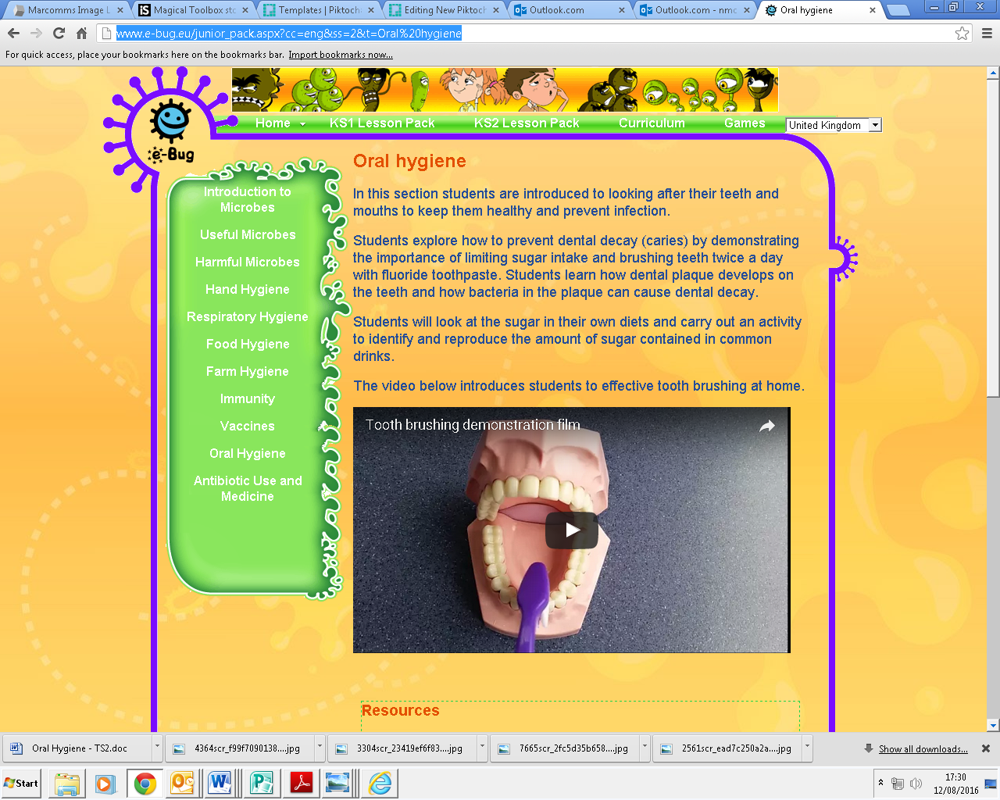 Marcomms Image L
Magical Toolbox sto
Templates | Piktocha
Editing New Piktoch
Outlook.com
Outlook.com - nmc
Oral hygiene
www.e-bug.eu/junior_pack.aspx?cc=eng&ss=2&t=Oral%20hygiene
For quick access, place your bookmarks here on the bookmarks bar. Import bookmarks now...
e-Bug
Home
KS1 Lesson Pack
KS2 Lesson Pack
Curriculum
Games
United Kingdom
Introduction to
Microbes
Useful Microbes
Harmful Microbes
Hand Hygiene
Respiratory Hygiene
Food Hygiene
Farm Hygiene
Immunity
Vaccines
Oral Hygiene
Antibiotic Use and
Medicine
Oral hygiene
In this section students are introduced to looking after their teeth and
mouths to keep them healthy and prevent infection.
Students explore how to prevent dental decay (caries) by demonstrating
the importance of limiting sugar intake and brushing teeth twice a day
with fluoride toothpaste. Students learn how dental plaque develops on
the teeth and how bacteria in the plaque can cause dental decay.
Students will look at the sugar in their own diets and carry out an activity
to identify and reproduce the amount of sugar contained in common
drinks.
The video below introduces students to effective tooth brushing at home.
Tooth brushing demonstration film
Resources
Oral Hygiene - TS2.doc
4364scr_f99f7090138....jpg
3304scr_23419ef6f83....jpg
7665scr_2fc5d35b658....jpg
2561scr_ead7c250a2a....jpg
Show all downloads...
Start
17:30
12/08/2016